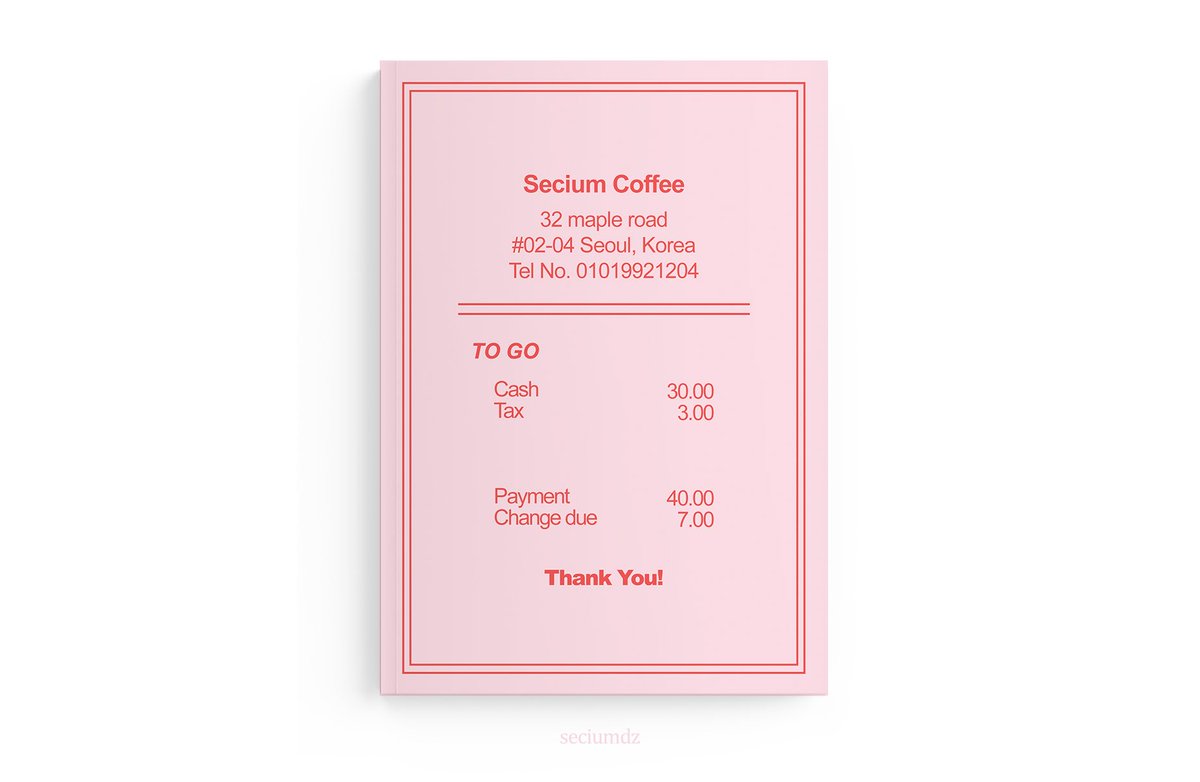 Secium Coffee
32 maple road
#02-04 Seoul, Korea
Tel No. 01019921204
TO GO
Cash 30.00
Tax 3.00
Payment 40.00
Change due 7.00
Thank You!
seciumdz